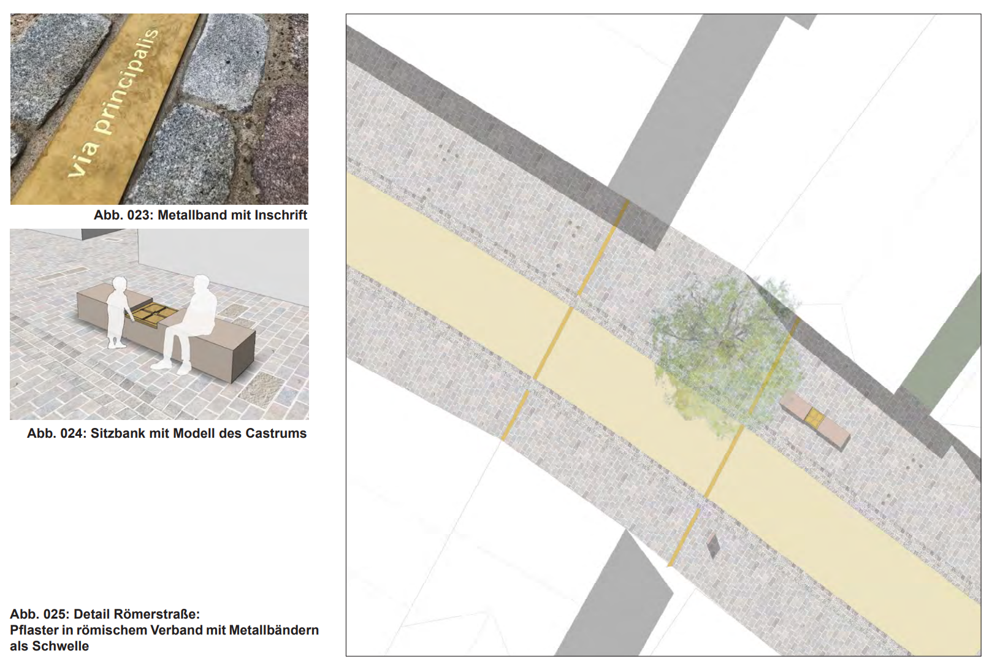 via principalis
Abb. 023: Metallband mit Inschrift
Abb. 024: Sitzbank mit Modell des Castrums
Abb. 025: Detail Römerstraße:
Pflaster in römischem Verband mit Metallbändern
als Schwelle